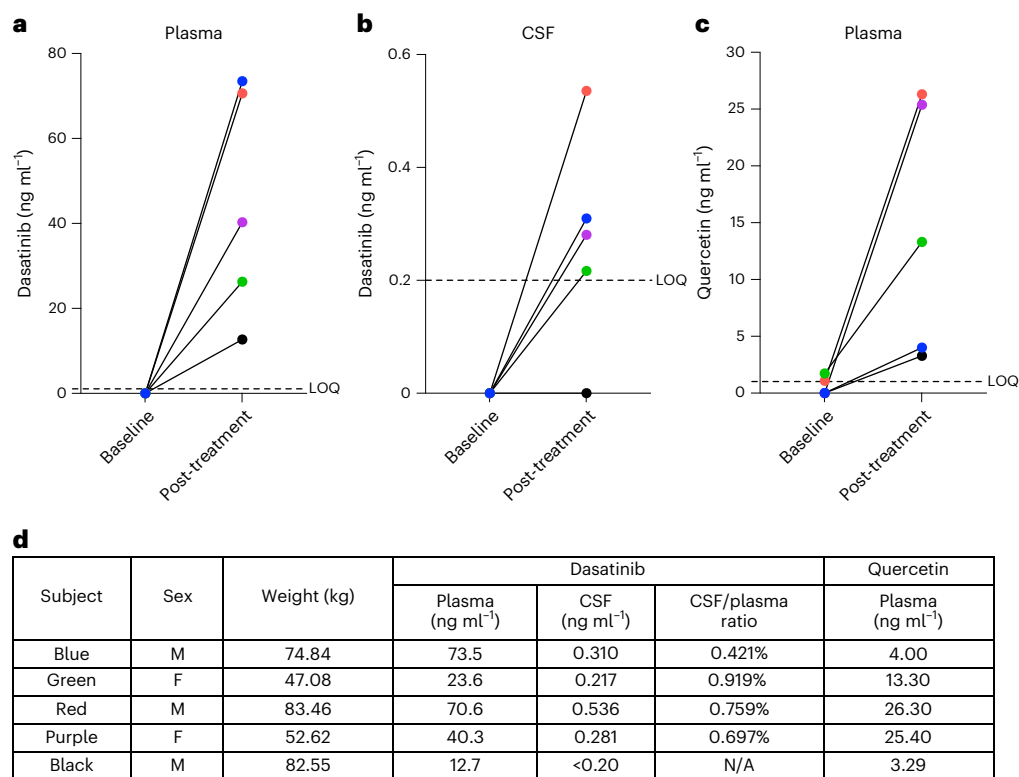 a
Plasma
80
60
40
20
0
Dasatinib (ng ml⁻¹)
LOQ
Baseline
Post-treatment
b
CSF
0.6
0.4
0.2
0
Dasatinib (ng ml⁻¹)
LOQ
Baseline
Post-treatment
c
Plasma
30
25
20
15
10
5
0
Quercetin (ng ml⁻¹)
LOQ
Baseline
Post-treatment
d
Subject Sex Weight (kg) Dasatinib Quercetin
Plasma (ng ml⁻¹) CSF (ng ml⁻¹) CSF/plasma ratio Plasma (ng ml⁻¹)
Blue M 74.84 73.5 0.310 0.421% 4.00
Green F 47.08 23.6 0.217 0.919% 13.30
Red M 83.46 70.6 0.536 0.759% 26.30
Purple F 52.62 40.3 0.281 0.697% 25.40
Black M 82.55 12.7 <0.20 N/A 3.29